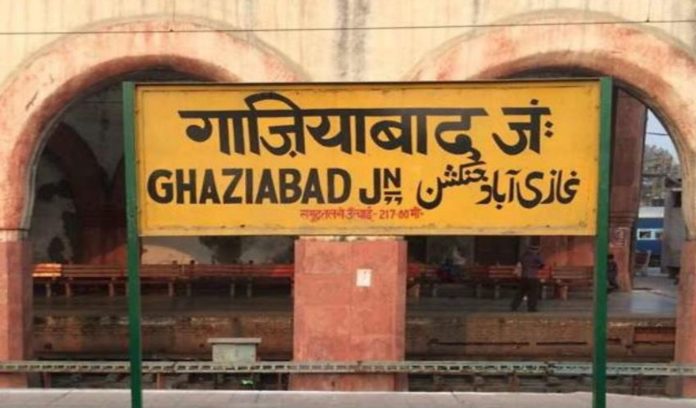 गाज़ियाबाद जं:
GHAZIABAD JN غازی آباد جنکشن
समुद्रतल से ऊँचाई- 217·00 मी॰